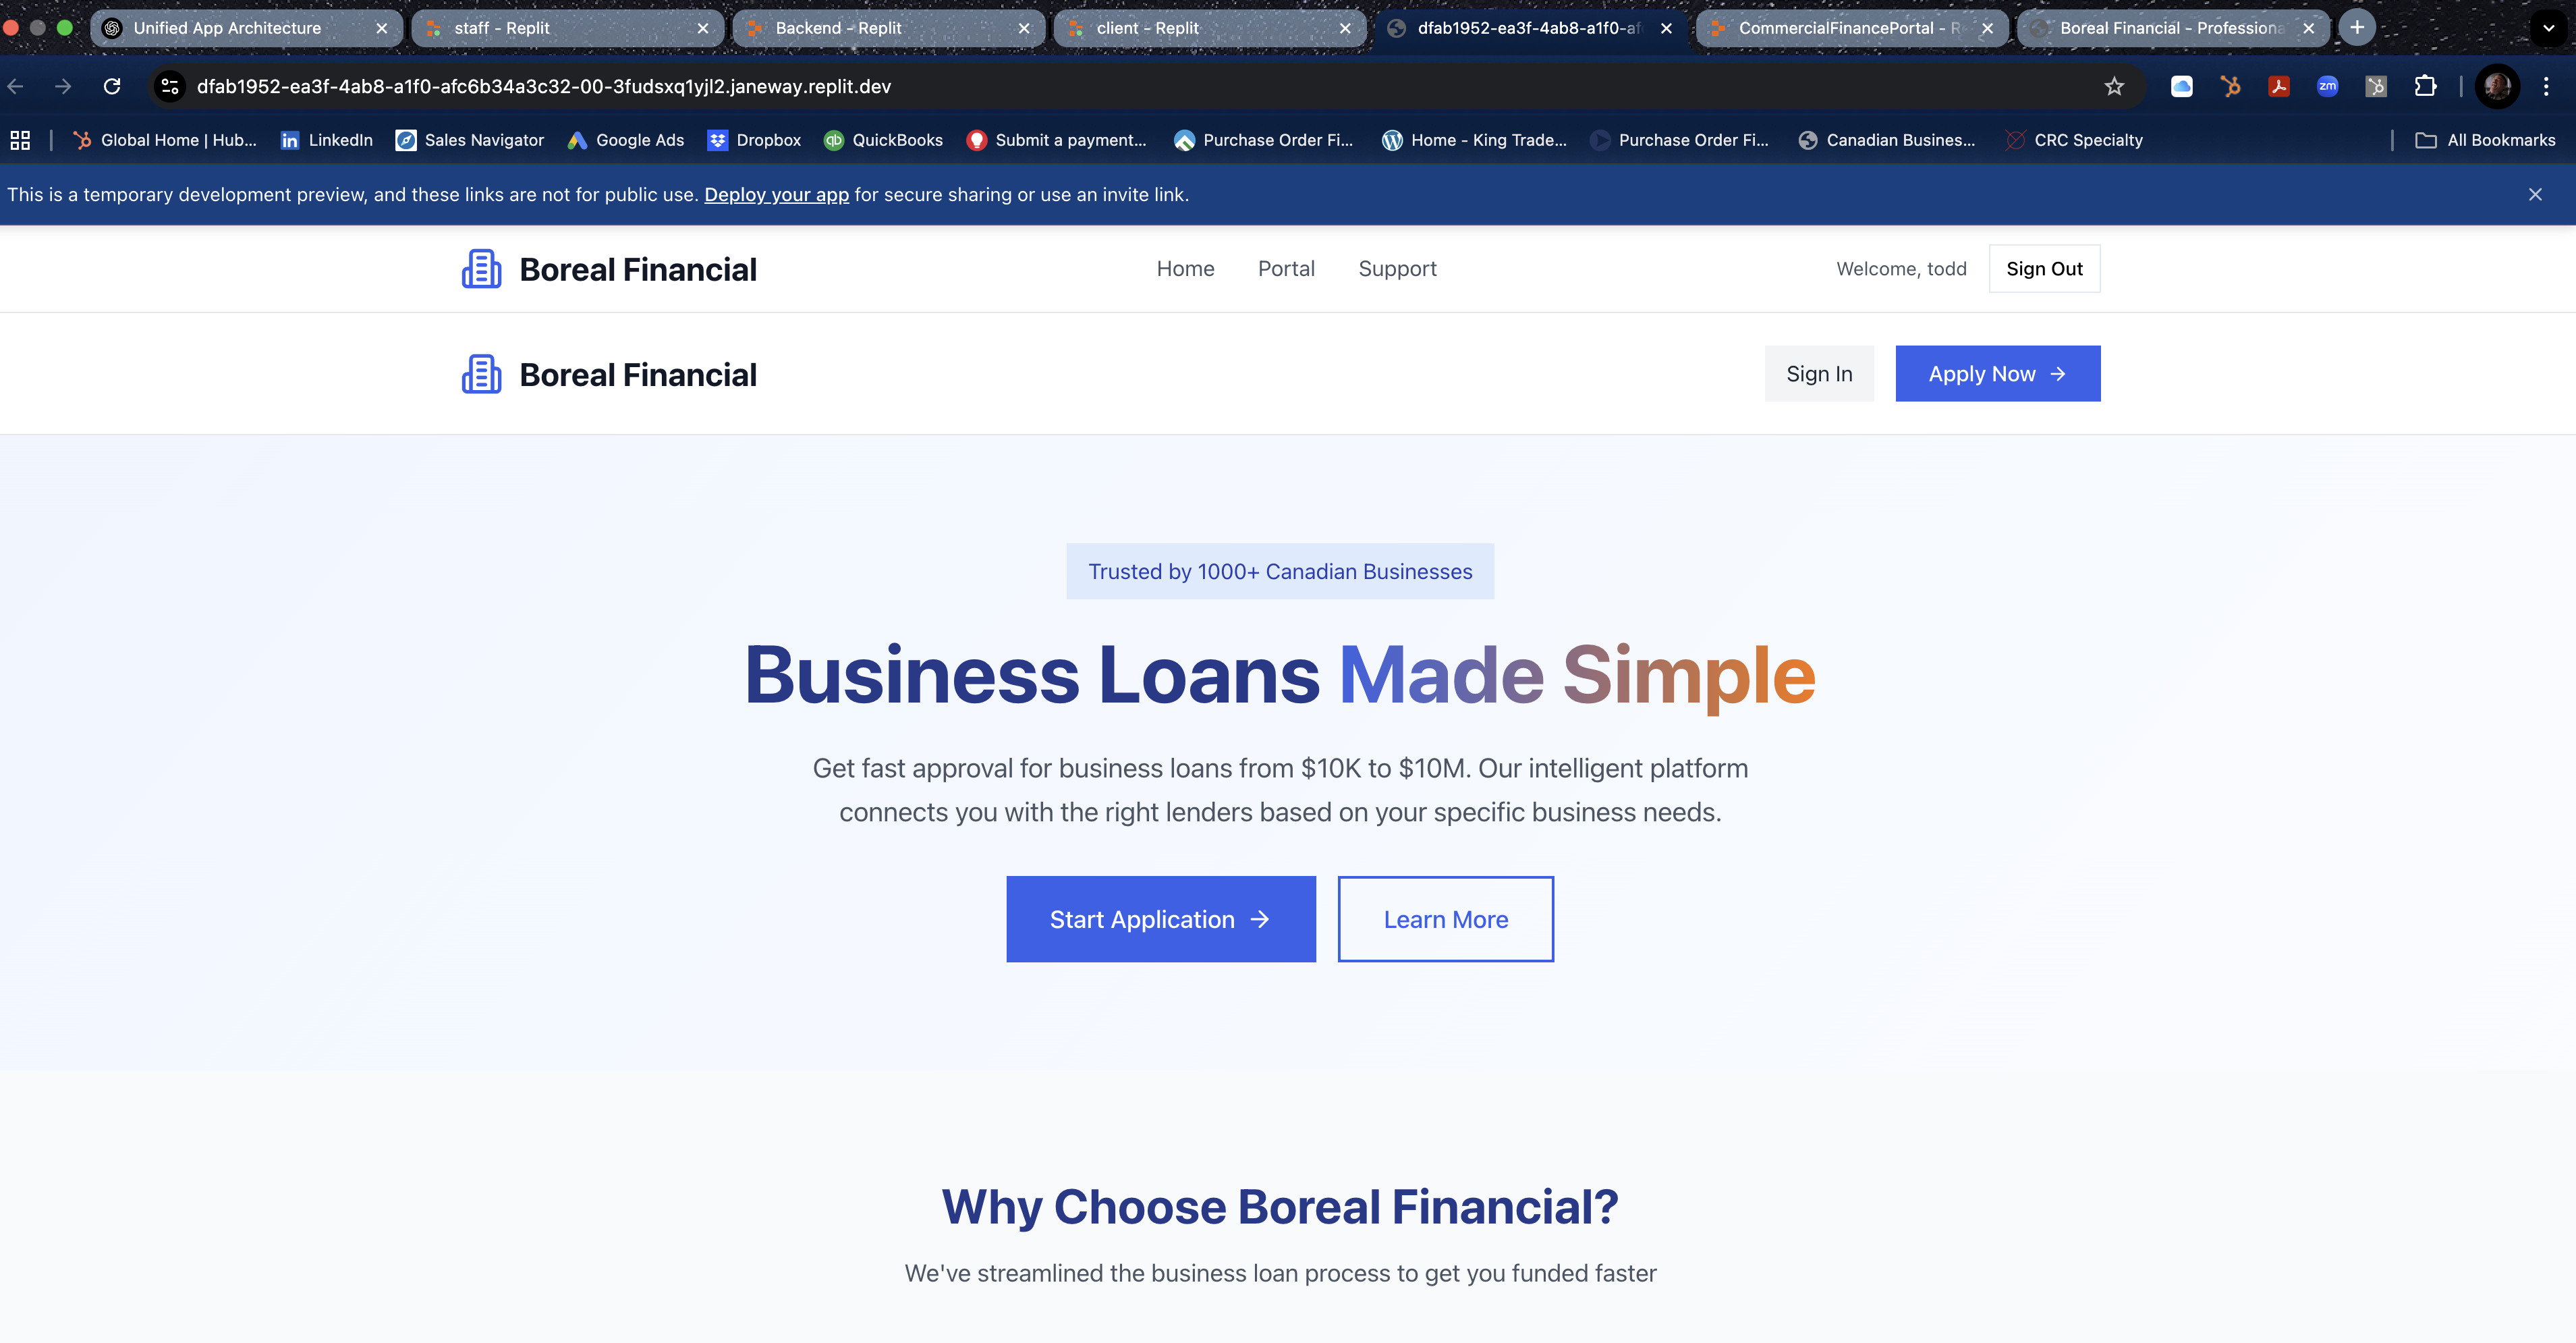 Unified App Architecture
staff - Replit
Backend - Replit
client - Replit
dfab1952-ea3f-4ab8-a1f0-af
CommercialFinancePortal - R
Boreal Financial - Professiona
dfab1952-ea3f-4ab8-a1f0-afc6b34a3c32-00-3fudsxq1yjl2.janeway.replit.dev
zm
Global Home | Hub...
in
LinkedIn
Sales Navigator
Google Ads
Dropbox
qb
QuickBooks
Submit a payment...
Purchase Order Fi...
Home - King Trade...
Purchase Order Fi...
Canadian Busines...
CRC Specialty
All Bookmarks
This is a temporary development preview, and these links are not for public use. Deploy your app for secure sharing or use an invite link.
Boreal Financial
Home
Portal
Support
Welcome, todd
Sign Out
Boreal Financial
Sign In
Apply Now →
Trusted by 1000+ Canadian Businesses
Business Loans Made Simple
Get fast approval for business loans from $10K to $10M. Our intelligent platform
connects you with the right lenders based on your specific business needs.
Start Application →
Learn More
Why Choose Boreal Financial?
We've streamlined the business loan process to get you funded faster